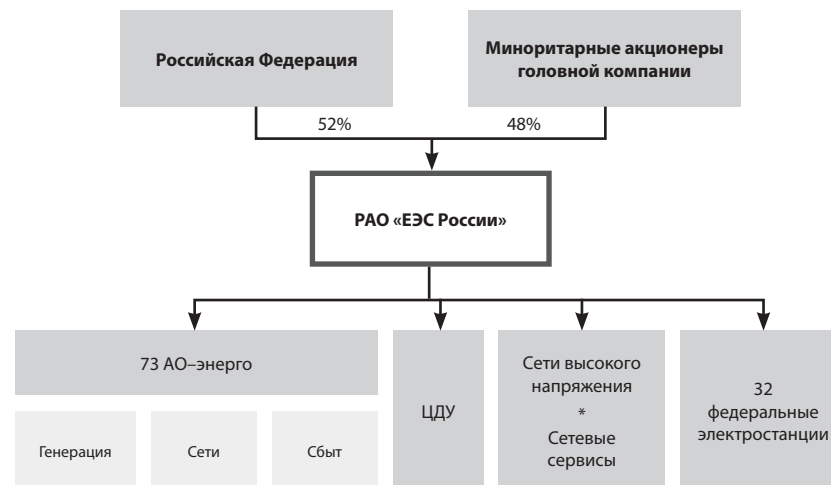 Российская Федерация
Миноритарные акционеры
головной компании
52%
48%
РАО «ЕЭС России»
73 АО–энерго
Генерация
Сети
Сбыт
ЦДУ
Сети высокого
напряжения
*
Сетевые
сервисы
32
федеральные
электростанции